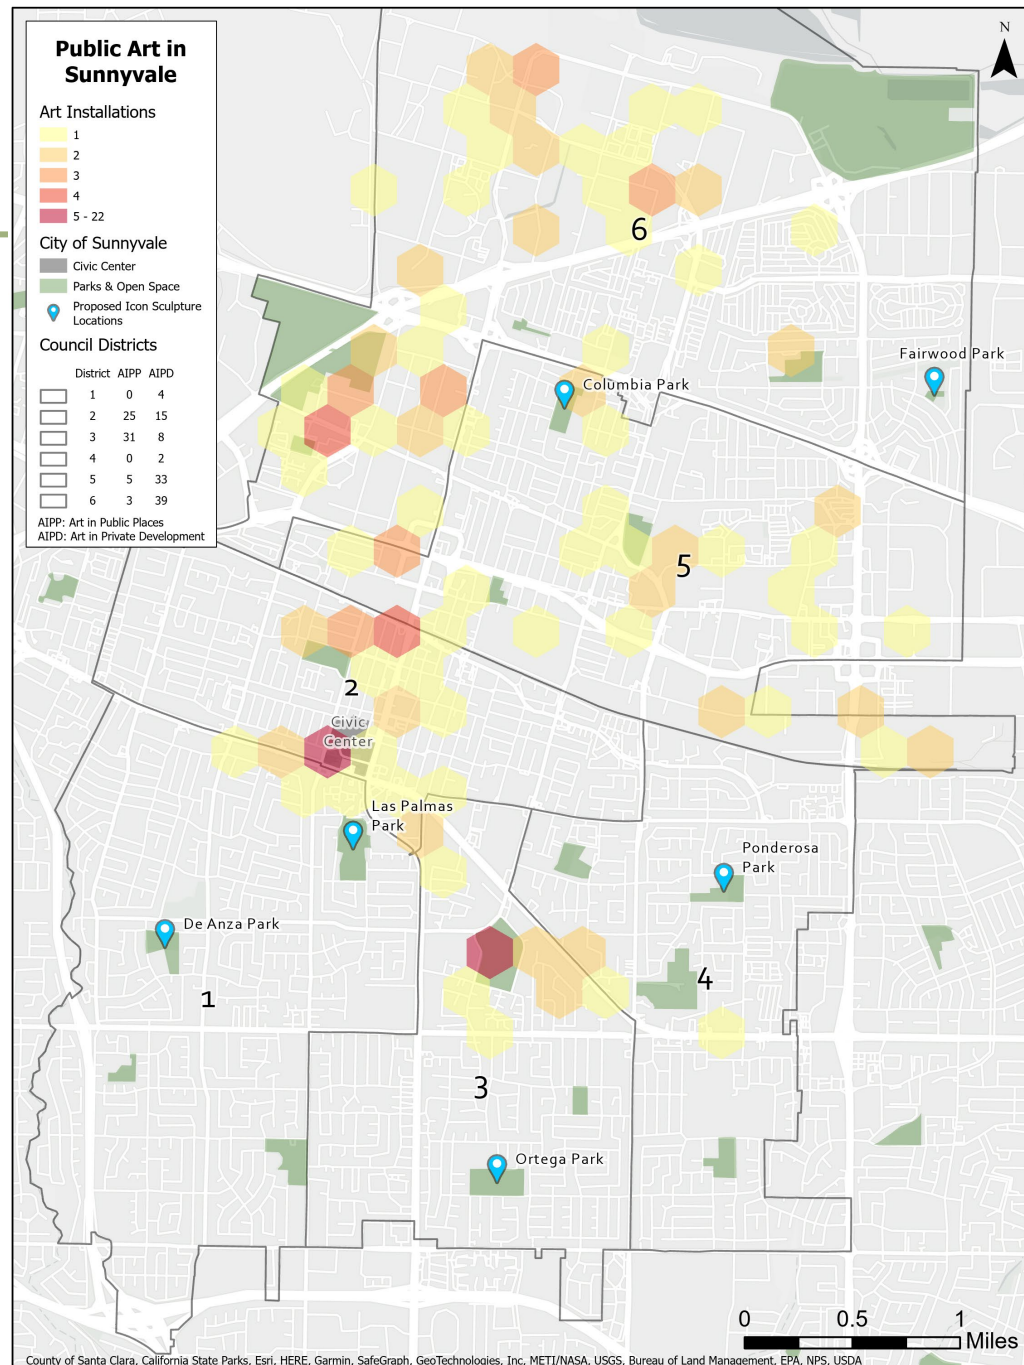 Public Art in
Sunnyvale
Art Installations
1
2
3
4
5 - 22
City of Sunnyvale
Civic Center
Parks & Open Space
Proposed Icon Sculpture
Locations
Council Districts
District AIPP AIPD
1 0 4
2 25 15
3 31 8
4 0 2
5 5 33
6 3 39
AIPP: Art in Public Places
AIPD: Art in Private Development
N
6
Fairwood Park
Columbia Park
5
2
Civic
Center
Las Palmas
Park
Ponderosa
Park
De Anza Park
4
1
3
Ortega Park
0 0.5 1
Miles
County of Santa Clara, California State Parks, Esri, HERE, Garmin, SafeGraph, GeoTechnologies, Inc, METI/NASA, USGS, Bureau of Land Management, EPA, NPS, USDA